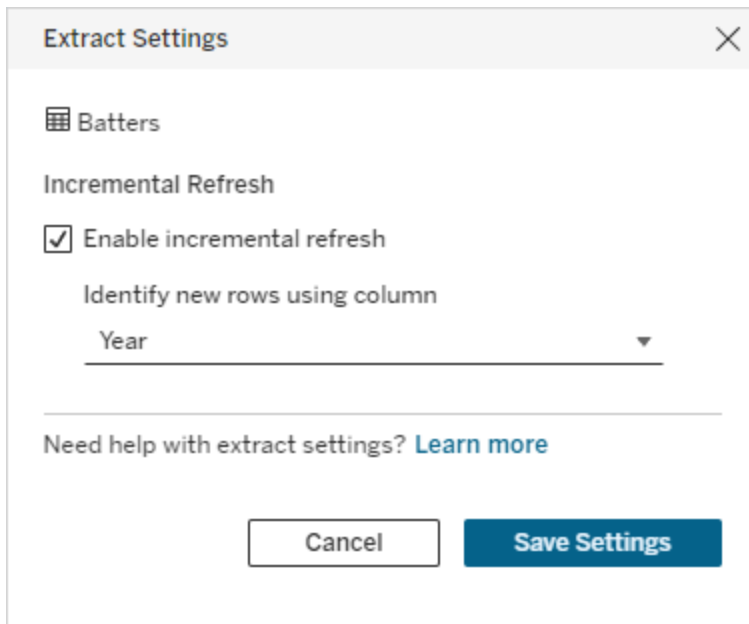 Extract Settings
Batters
Incremental Refresh
Enable incremental refresh
Identify new rows using column
Year
Need help with extract settings? Learn more
Cancel Save Settings